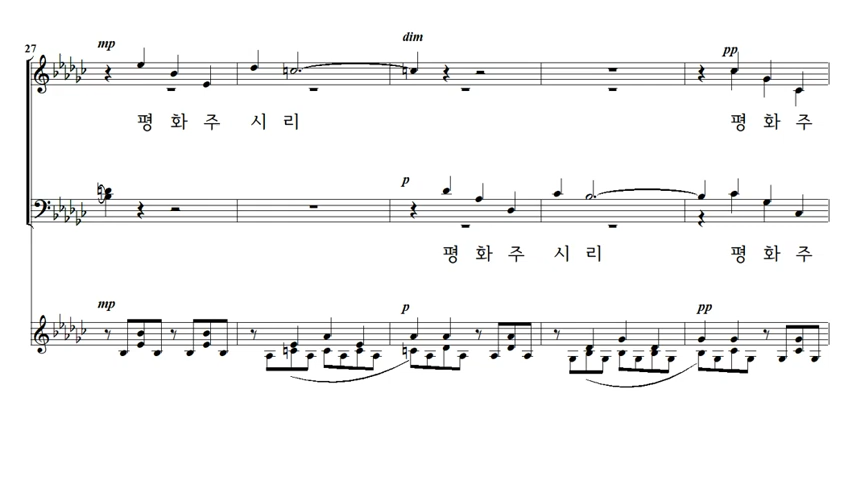 27 mp dim pp
평 화 주 시 리 평 화 주
p
평 화 주 시 리 평 화 주
mp p pp